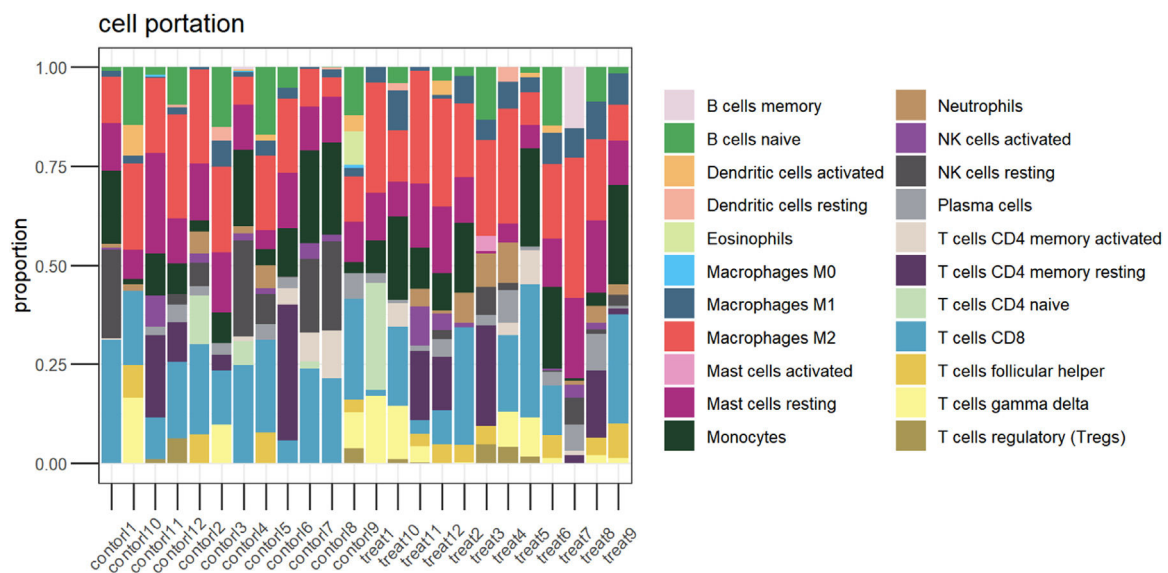 cell portation
proportion
1.00
0.75
0.50
0.25
0.00
contorl1
contorl10
contorl11
contorl12
contorl2
contorl3
contorl4
contorl5
contorl6
contorl7
contorl8
contorl9
treat1
treat10
treat11
treat12
treat2
treat3
treat4
treat5
treat6
treat7
treat8
treat9
B cells memory
B cells naive
Dendritic cells activated
Dendritic cells resting
Eosinophils
Macrophages M0
Macrophages M1
Macrophages M2
Mast cells activated
Mast cells resting
Monocytes
Neutrophils
NK cells activated
NK cells resting
Plasma cells
T cells CD4 memory activated
T cells CD4 memory resting
T cells CD4 naive
T cells CD8
T cells follicular helper
T cells gamma delta
T cells regulatory (Tregs)